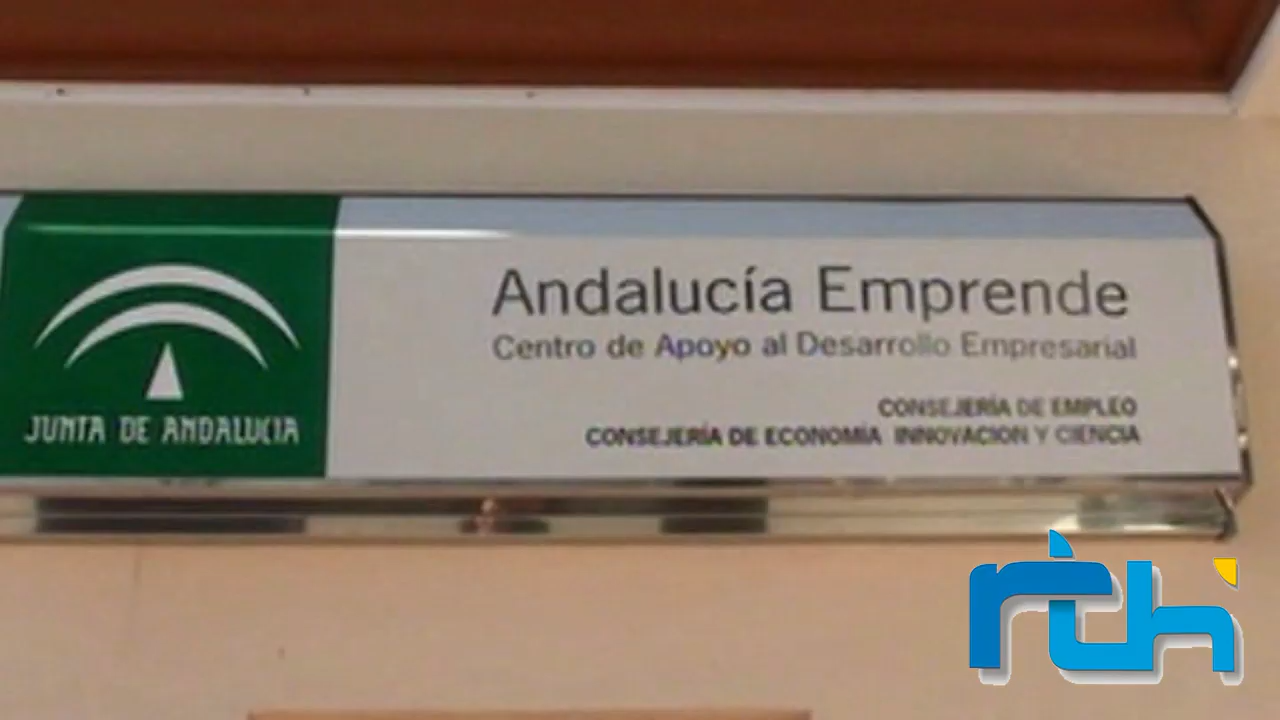 Andalucía Emprende
Centro de Apoyo al Desarrollo Empresarial
CONSEJERÍA DE EMPLEO
CONSEJERÍA DE ECONOMÍA INNOVACION Y CIENCIA
JUNTA DE ANDALUCIA
rth